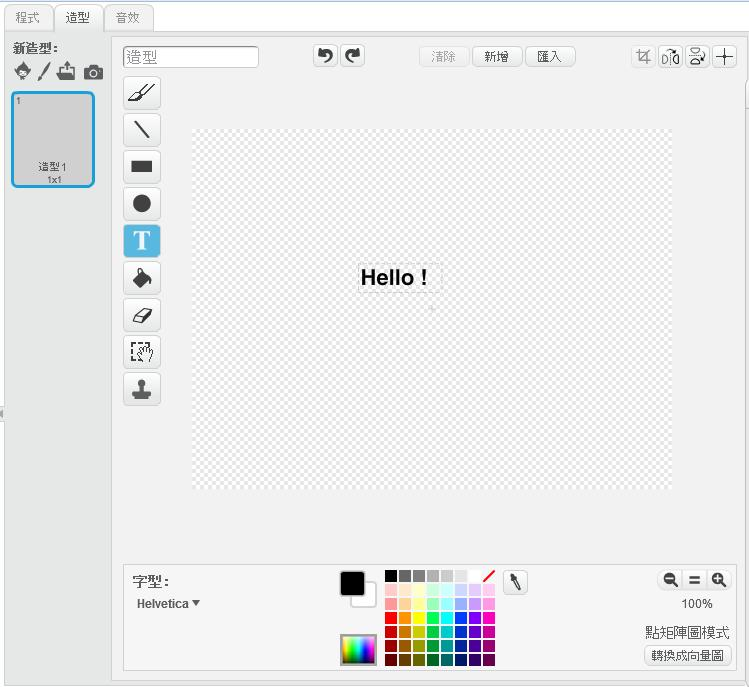 程式 造型 音效
新造型:
造型 清除 新增 匯入
1
造型1
1x1
T
Hello !
字型:
Helvetica
100%
點矩陣圖模式
轉換成向量圖